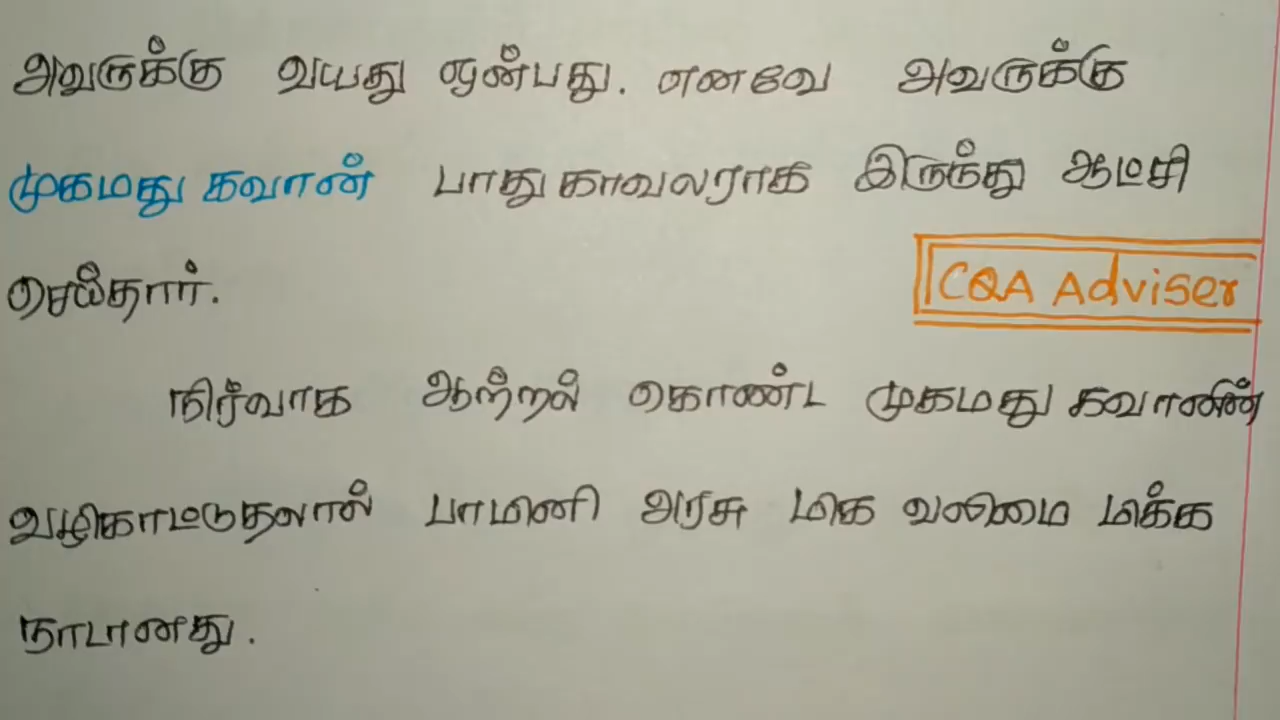 அவருக்கு வயது ஒன்பது. எனவே அவருக்கு
முகமது கவான் பாதுகாவலராக இருந்து ஆட்சி
செய்தார்.
CQA Adviser
நிர்வாக ஆற்றல் கொண்ட முகமது கவானின்
வழிகாட்டுதலால் பாமினி அரசு மிக வலிமை மிக்க
நாடானது.